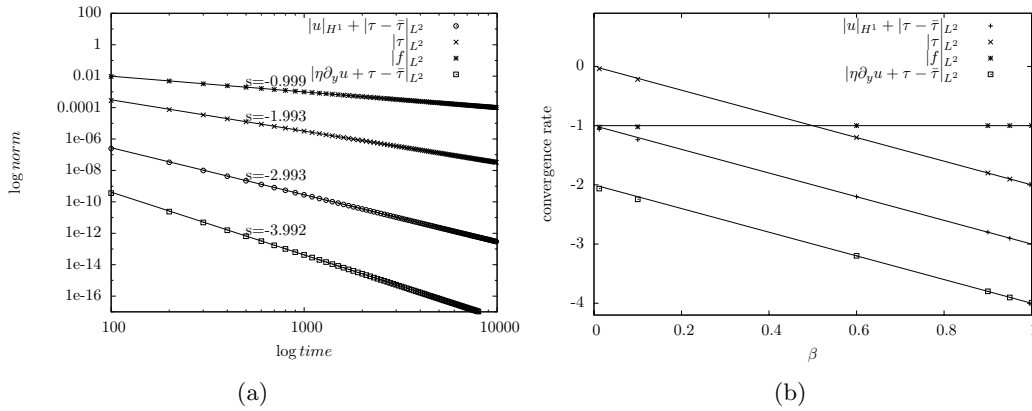 100
1
0.01
0.0001
1e-06
1e-08
1e-10
1e-12
1e-14
1e-16
log norm
100
1000
10000
log time
|u|_{H^1} + |τ − τ̄|_{L^2}
|τ|_{L^2}
|f|_{L^2}
|η∂_y u + τ − τ̄|_{L^2}
s=-0.999
s=-1.993
s=-2.993
s=-3.992
(a)
|u|_{H^1} + |τ − τ̄|_{L^2}
|τ|_{L^2}
|f|_{L^2}
|η∂_y u + τ − τ̄|_{L^2}
0
-1
-2
-3
-4
convergence rate
0
0.2
0.4
0.6
0.8
1
β
(b)